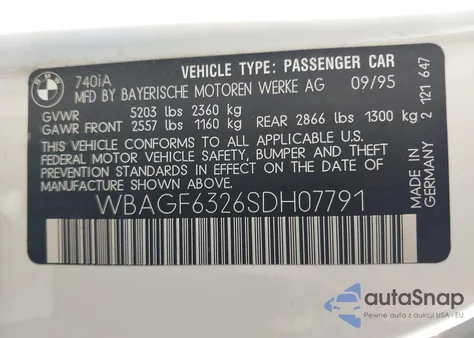 BMW
740iA
VEHICLE TYPE: PASSENGER CAR
MFD BY BAYERISCHE MOTOREN WERKE AG 09/95
GVWR 5203 lbs 2360 kg
GAWR FRONT 2557 lbs 1160 kg REAR 2866 lbs 1300 kg
THIS VEHICLE CONFORMS TO ALL APPLICABLE U.S.
FEDERAL MOTOR VEHICLE SAFETY, BUMPER, AND
THEFT PREVENTION STANDARDS IN EFFECT ON THE
DATE OF MANUFACTURE SHOWN ABOVE.
WBAGF6326SDH07791
2 121 647
MADE IN
GERMANY
autoSnap
Pewne auto z USA i EU